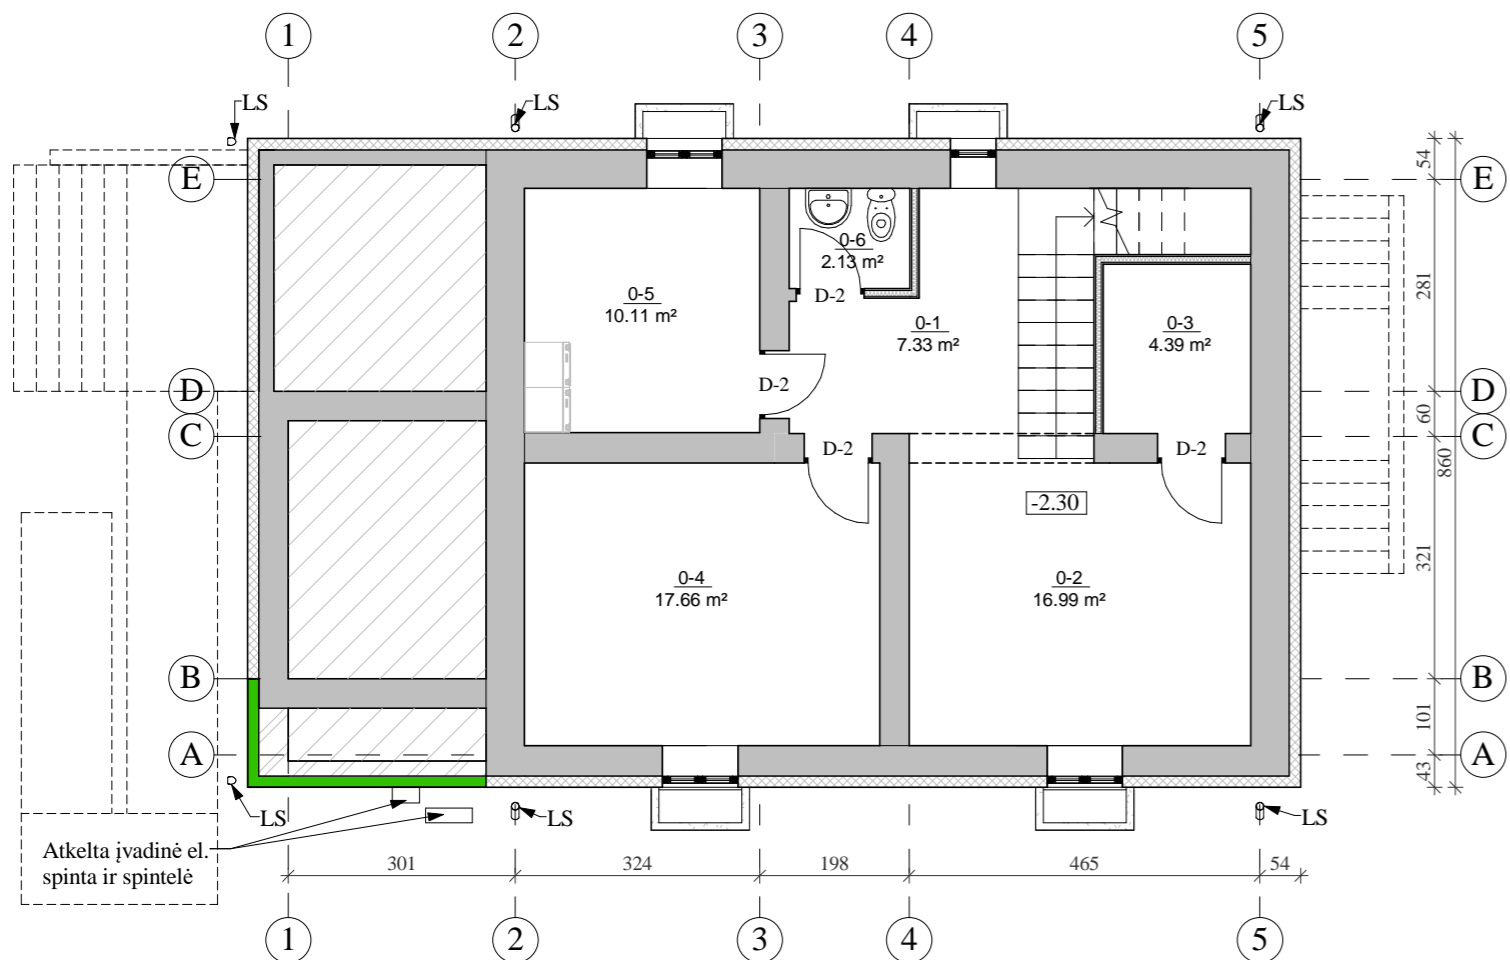 1
2
3
4
5
LS
LS
LS
E
E
54
0-6
2.13 m²
D-2
0-5
10.11 m²
0-1
7.33 m²
0-3
4.39 m²
281
D-2
D
D
60
C
C
D-2
D-2
860
-2.30
321
0-4
17.66 m²
0-2
16.99 m²
B
B
101
A
A
43
LS
LS
LS
Atkelta įvadinė el.
spinta ir spintelė
301
324
198
465
54
1
2
3
4
5